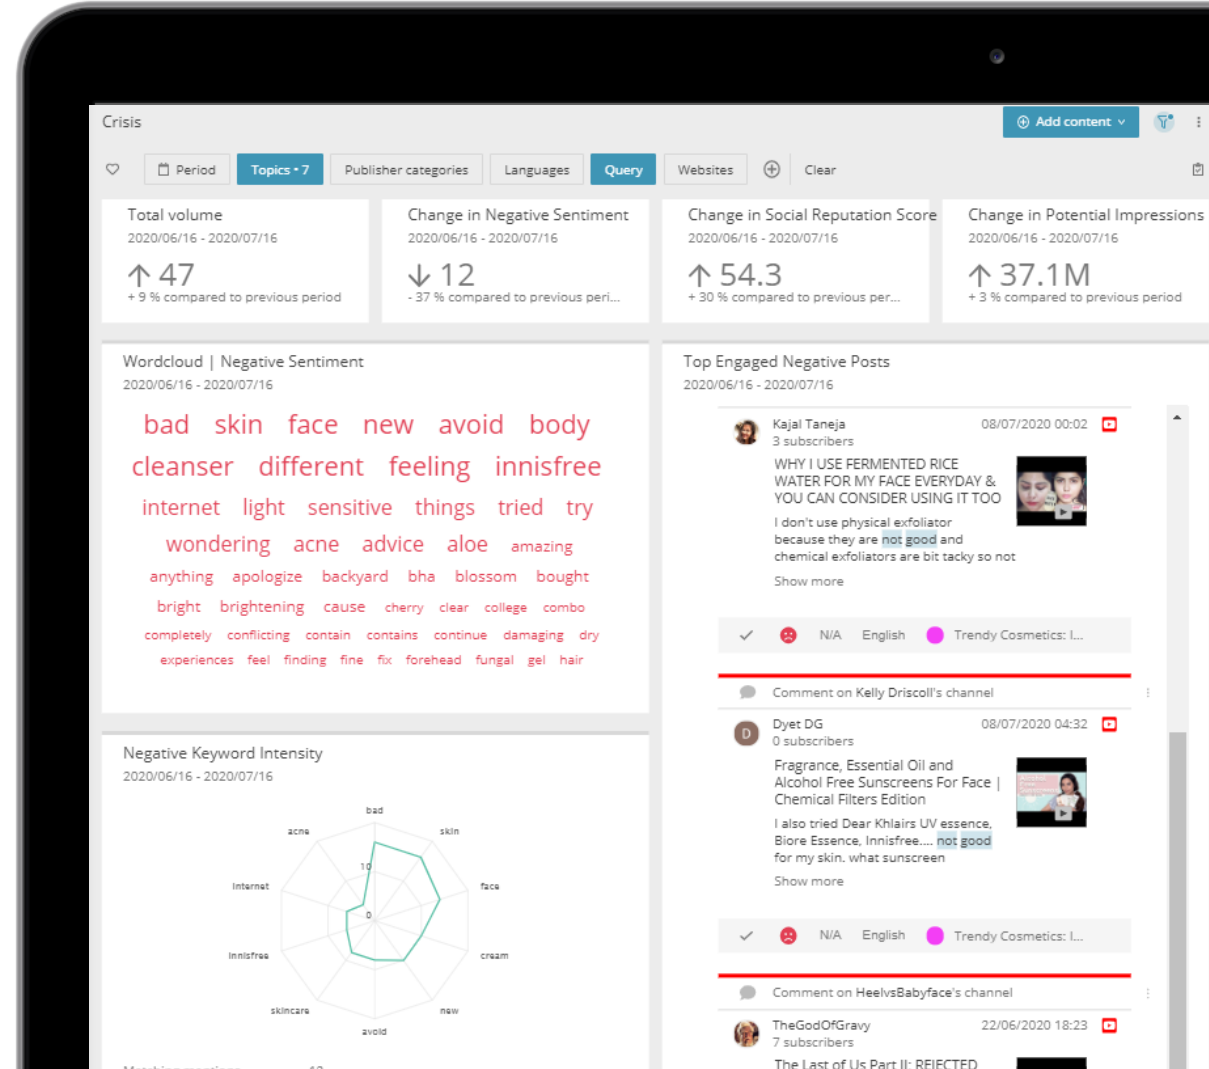 Crisis
Add content
Period
Topics • 7
Publisher categories
Languages
Query
Websites
Clear
Total volume
2020/06/16 - 2020/07/16
↑ 47
+ 9 % compared to previous period
Change in Negative Sentiment
2020/06/16 - 2020/07/16
↓ 12
- 37 % compared to previous peri...
Change in Social Reputation Score
2020/06/16 - 2020/07/16
↑ 54.3
+ 30 % compared to previous per...
Change in Potential Impressions
2020/06/16 - 2020/07/16
↑ 37.1M
+ 3 % compared to previous period
Wordcloud | Negative Sentiment
2020/06/16 - 2020/07/16
bad skin face new avoid body
cleanser different feeling innisfree
internet light sensitive things tried try
wondering acne advice aloe amazing
anything apologize backyard bha blossom bought
bright brightening cause cherry clear college combo
completely conflicting contain contains continue damaging dry
experiences feel finding fine fix forehead fungal gel hair
Negative Keyword Intensity
2020/06/16 - 2020/07/16
bad
skin
face
cream
new
avoid
skincare
innisfree
internet
acne
10
0
Matching mentions 12
Top Engaged Negative Posts
2020/06/16 - 2020/07/16
Kajal Taneja
08/07/2020 00:02
3 subscribers
WHY I USE FERMENTED RICE
WATER FOR MY FACE EVERYDAY &
YOU CAN CONSIDER USING IT TOO
I don't use physical exfoliator
because they are not good and
chemical exfoliators are bit tacky so not
Show more
N/A
English
Trendy Cosmetics: I...
Comment on Kelly Driscoll's channel
D
Dyet DG
08/07/2020 04:32
0 subscribers
Fragrance, Essential Oil and
Alcohol Free Sunscreens For Face |
Chemical Filters Edition
I also tried Dear Khlairs UV essence,
Biore Essence, Innisfree.... not good
for my skin. what sunscreen
Show more
N/A
English
Trendy Cosmetics: I...
Comment on HeelvsBabyface's channel
TheGodOfGravy
22/06/2020 18:23
7 subscribers
The Last of Us Part II: REJECTED